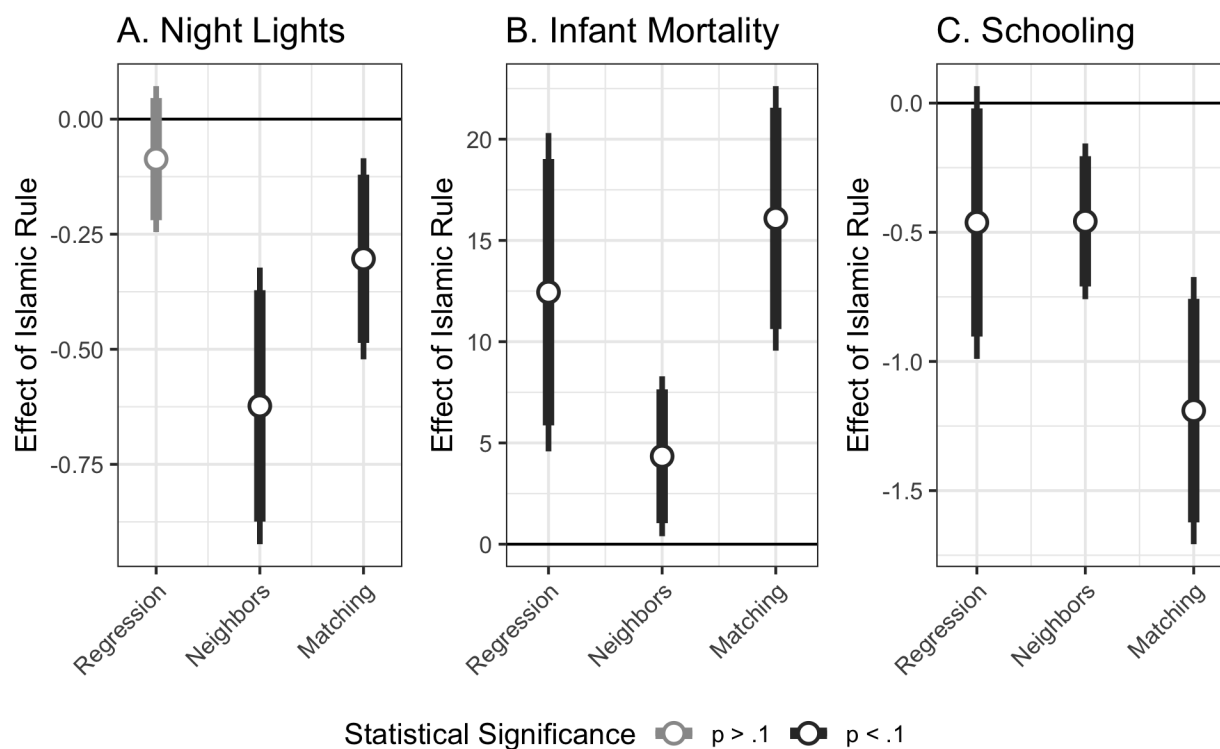 A. Night Lights
Effect of Islamic Rule
0.00
-0.25
-0.50
-0.75
Regression
Neighbors
Matching
B. Infant Mortality
Effect of Islamic Rule
20
15
10
5
0
Regression
Neighbors
Matching
C. Schooling
Effect of Islamic Rule
0.0
-0.5
-1.0
-1.5
Regression
Neighbors
Matching
Statistical Significance p > .1 p < .1